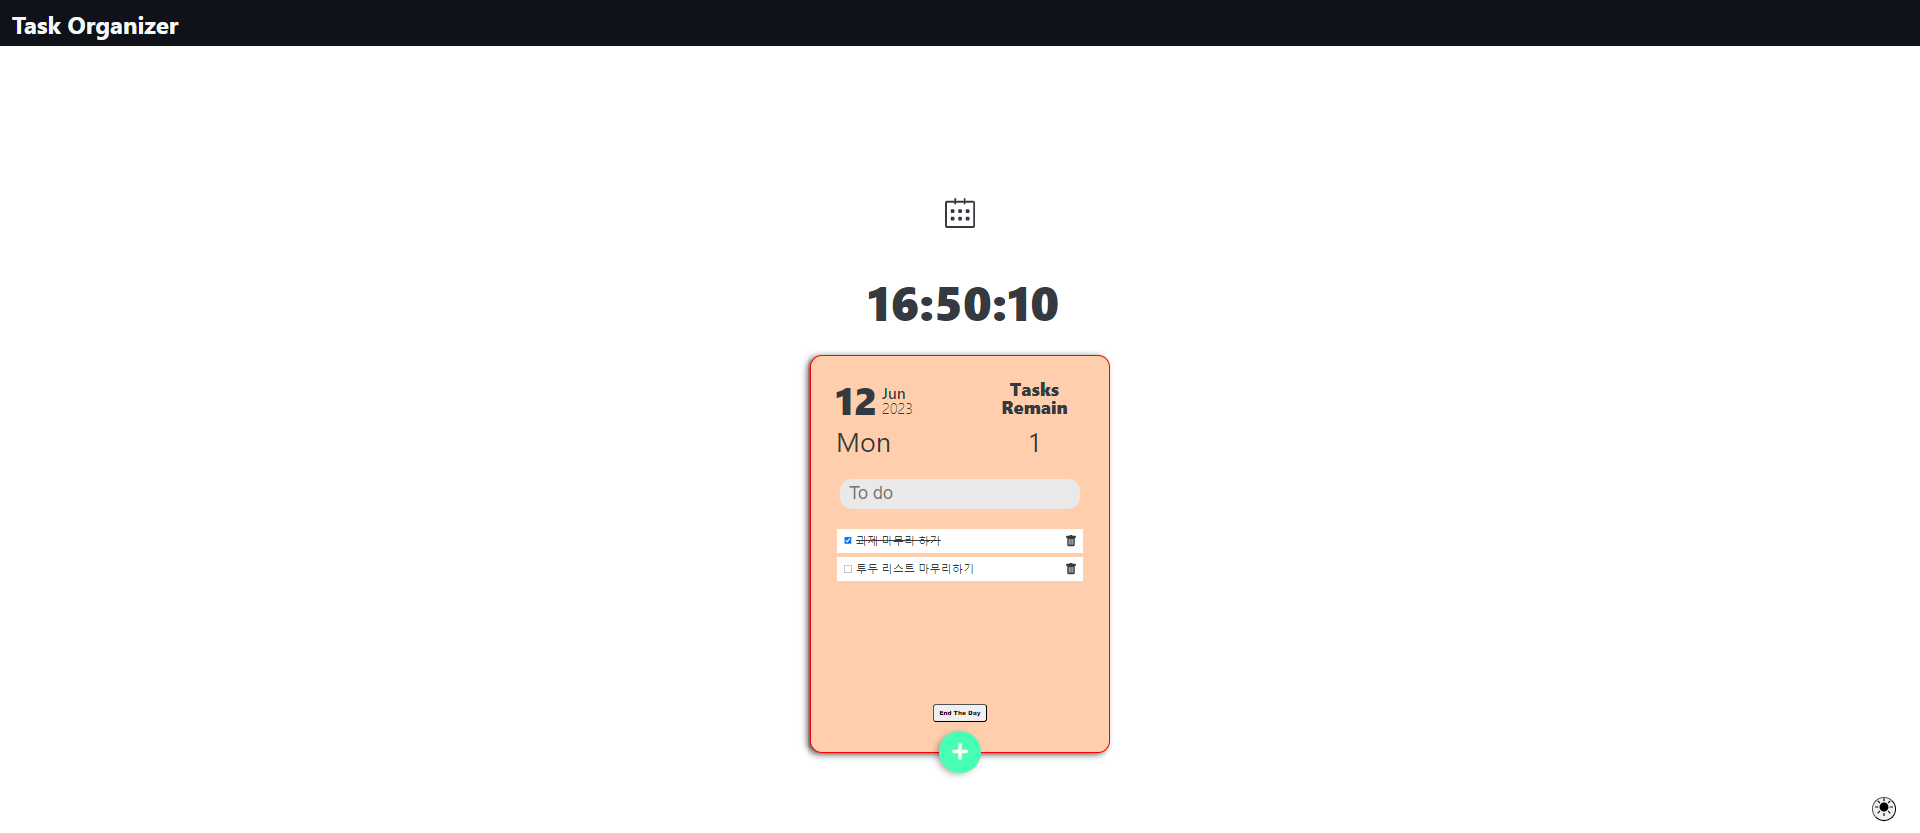 Task Organizer
16:50:10
12 Jun
2023
Mon
Tasks
Remain
1
To do
과제 마무리 하기
투두 리스트 마무리하기
End The Day
+